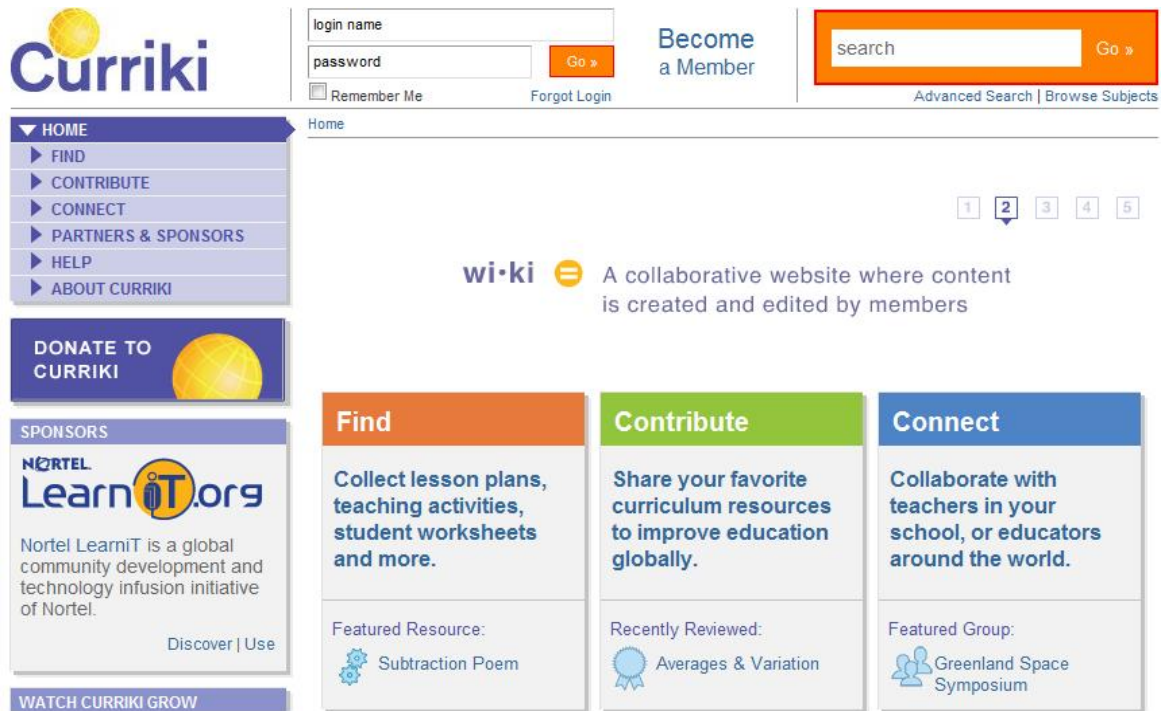 Curriki
login name
password
Go »
Remember Me
Forgot Login
Become
a Member
search
Go »
Advanced Search | Browse Subjects
HOME
FIND
CONTRIBUTE
CONNECT
PARTNERS & SPONSORS
HELP
ABOUT CURRIKI
DONATE TO
CURRIKI
SPONSORS
NORTEL
LearniT.org
Nortel LearniT is a global
community development and
technology infusion initiative
of Nortel.
Discover | Use
WATCH CURRIKI GROW
Home
1 2 3 4 5
wi•ki = A collaborative website where content
is created and edited by members
Find
Collect lesson plans,
teaching activities,
student worksheets
and more.
Featured Resource:
Subtraction Poem
Contribute
Share your favorite
curriculum resources
to improve education
globally.
Recently Reviewed:
Averages & Variation
Connect
Collaborate with
teachers in your
school, or educators
around the world.
Featured Group:
Greenland Space
Symposium